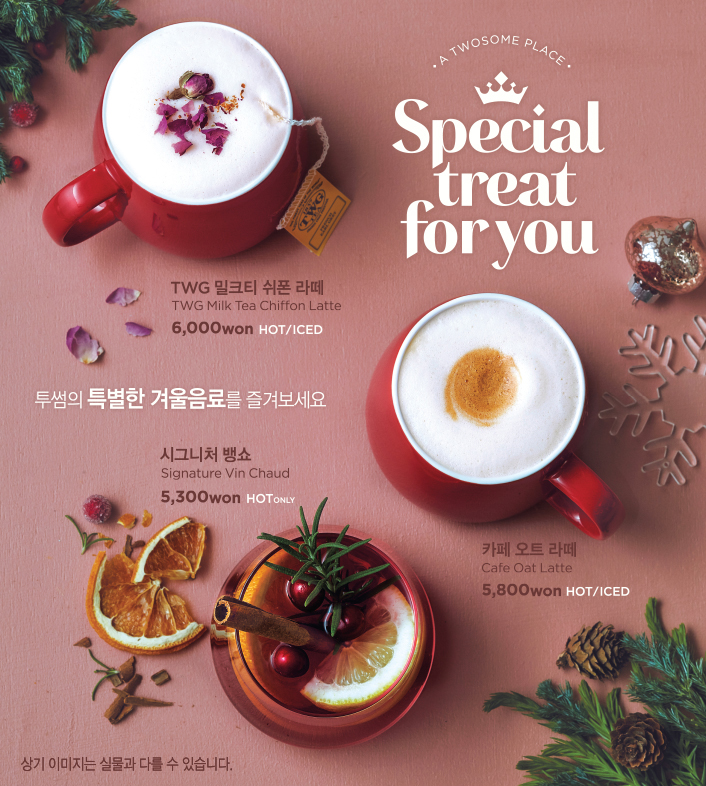 • A TWOSOME PLACE •
Special
treat
for you
TWG 밀크티 쉬폰 라떼
TWG Milk Tea Chiffon Latte
6,000won HOT/ICED
투썸의 특별한 겨울음료를 즐겨보세요
시그니처 뱅쇼
Signature Vin Chaud
5,300won HOT ONLY
카페 오트 라떼
Cafe Oat Latte
5,800won HOT/ICED
상기 이미지는 실물과 다를 수 있습니다.